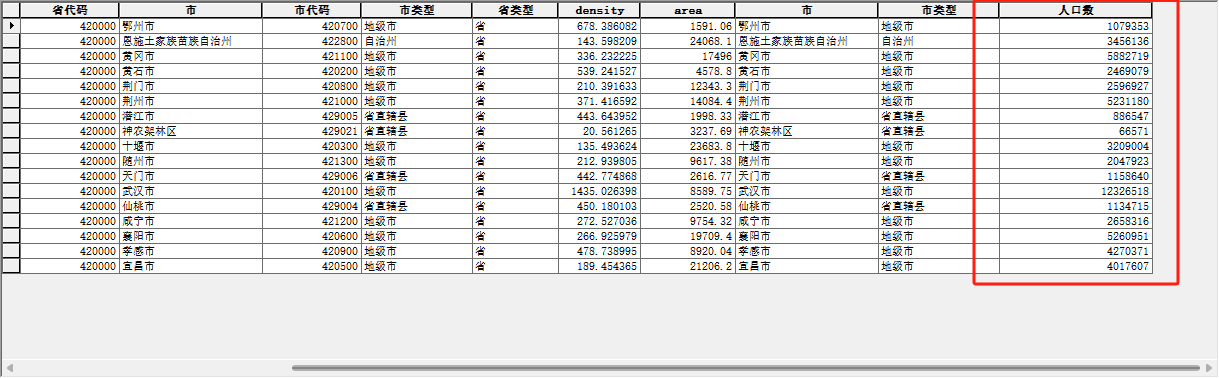 省代码 市 市代码 市类型 省类型 density area 市 市类型 人口数
420000 鄂州市 420700 地级市 省 678.386082 1591.06 鄂州市 地级市 1079353
420000 恩施土家族苗族自治州 422800 自治州 省 143.598209 24068.1 恩施土家族苗族自治州 自治州 3456136
420000 黄冈市 421100 地级市 省 336.232225 17496 黄冈市 地级市 5882719
420000 黄石市 420200 地级市 省 539.241527 4578.8 黄石市 地级市 2469079
420000 荆门市 420800 地级市 省 210.391633 12343.3 荆门市 地级市 2596927
420000 荆州市 421000 地级市 省 371.416592 14084.4 荆州市 地级市 5231180
420000 潜江市 429005 省直辖县 省 443.643952 1998.33 潜江市 省直辖县 886547
420000 神农架林区 429021 省直辖县 省 20.561265 3237.69 神农架林区 省直辖县 66571
420000 十堰市 420300 地级市 省 135.493624 23683.8 十堰市 地级市 3209004
420000 随州市 421300 地级市 省 212.939805 9617.38 随州市 地级市 2047923
420000 天门市 429006 省直辖县 省 442.774868 2616.77 天门市 省直辖县 1158640
420000 武汉市 420100 地级市 省 1435.026398 8589.75 武汉市 地级市 12326518
420000 仙桃市 429004 省直辖县 省 450.180103 2520.58 仙桃市 省直辖县 1134715
420000 咸宁市 421200 地级市 省 272.527036 9754.32 咸宁市 地级市 2658316
420000 襄阳市 420600 地级市 省 266.925979 19709.4 襄阳市 地级市 5260951
420000 孝感市 420900 地级市 省 478.738995 8920.04 孝感市 地级市 4270371
420000 宜昌市 420500 地级市 省 189.454365 21206.2 宜昌市 地级市 4017607